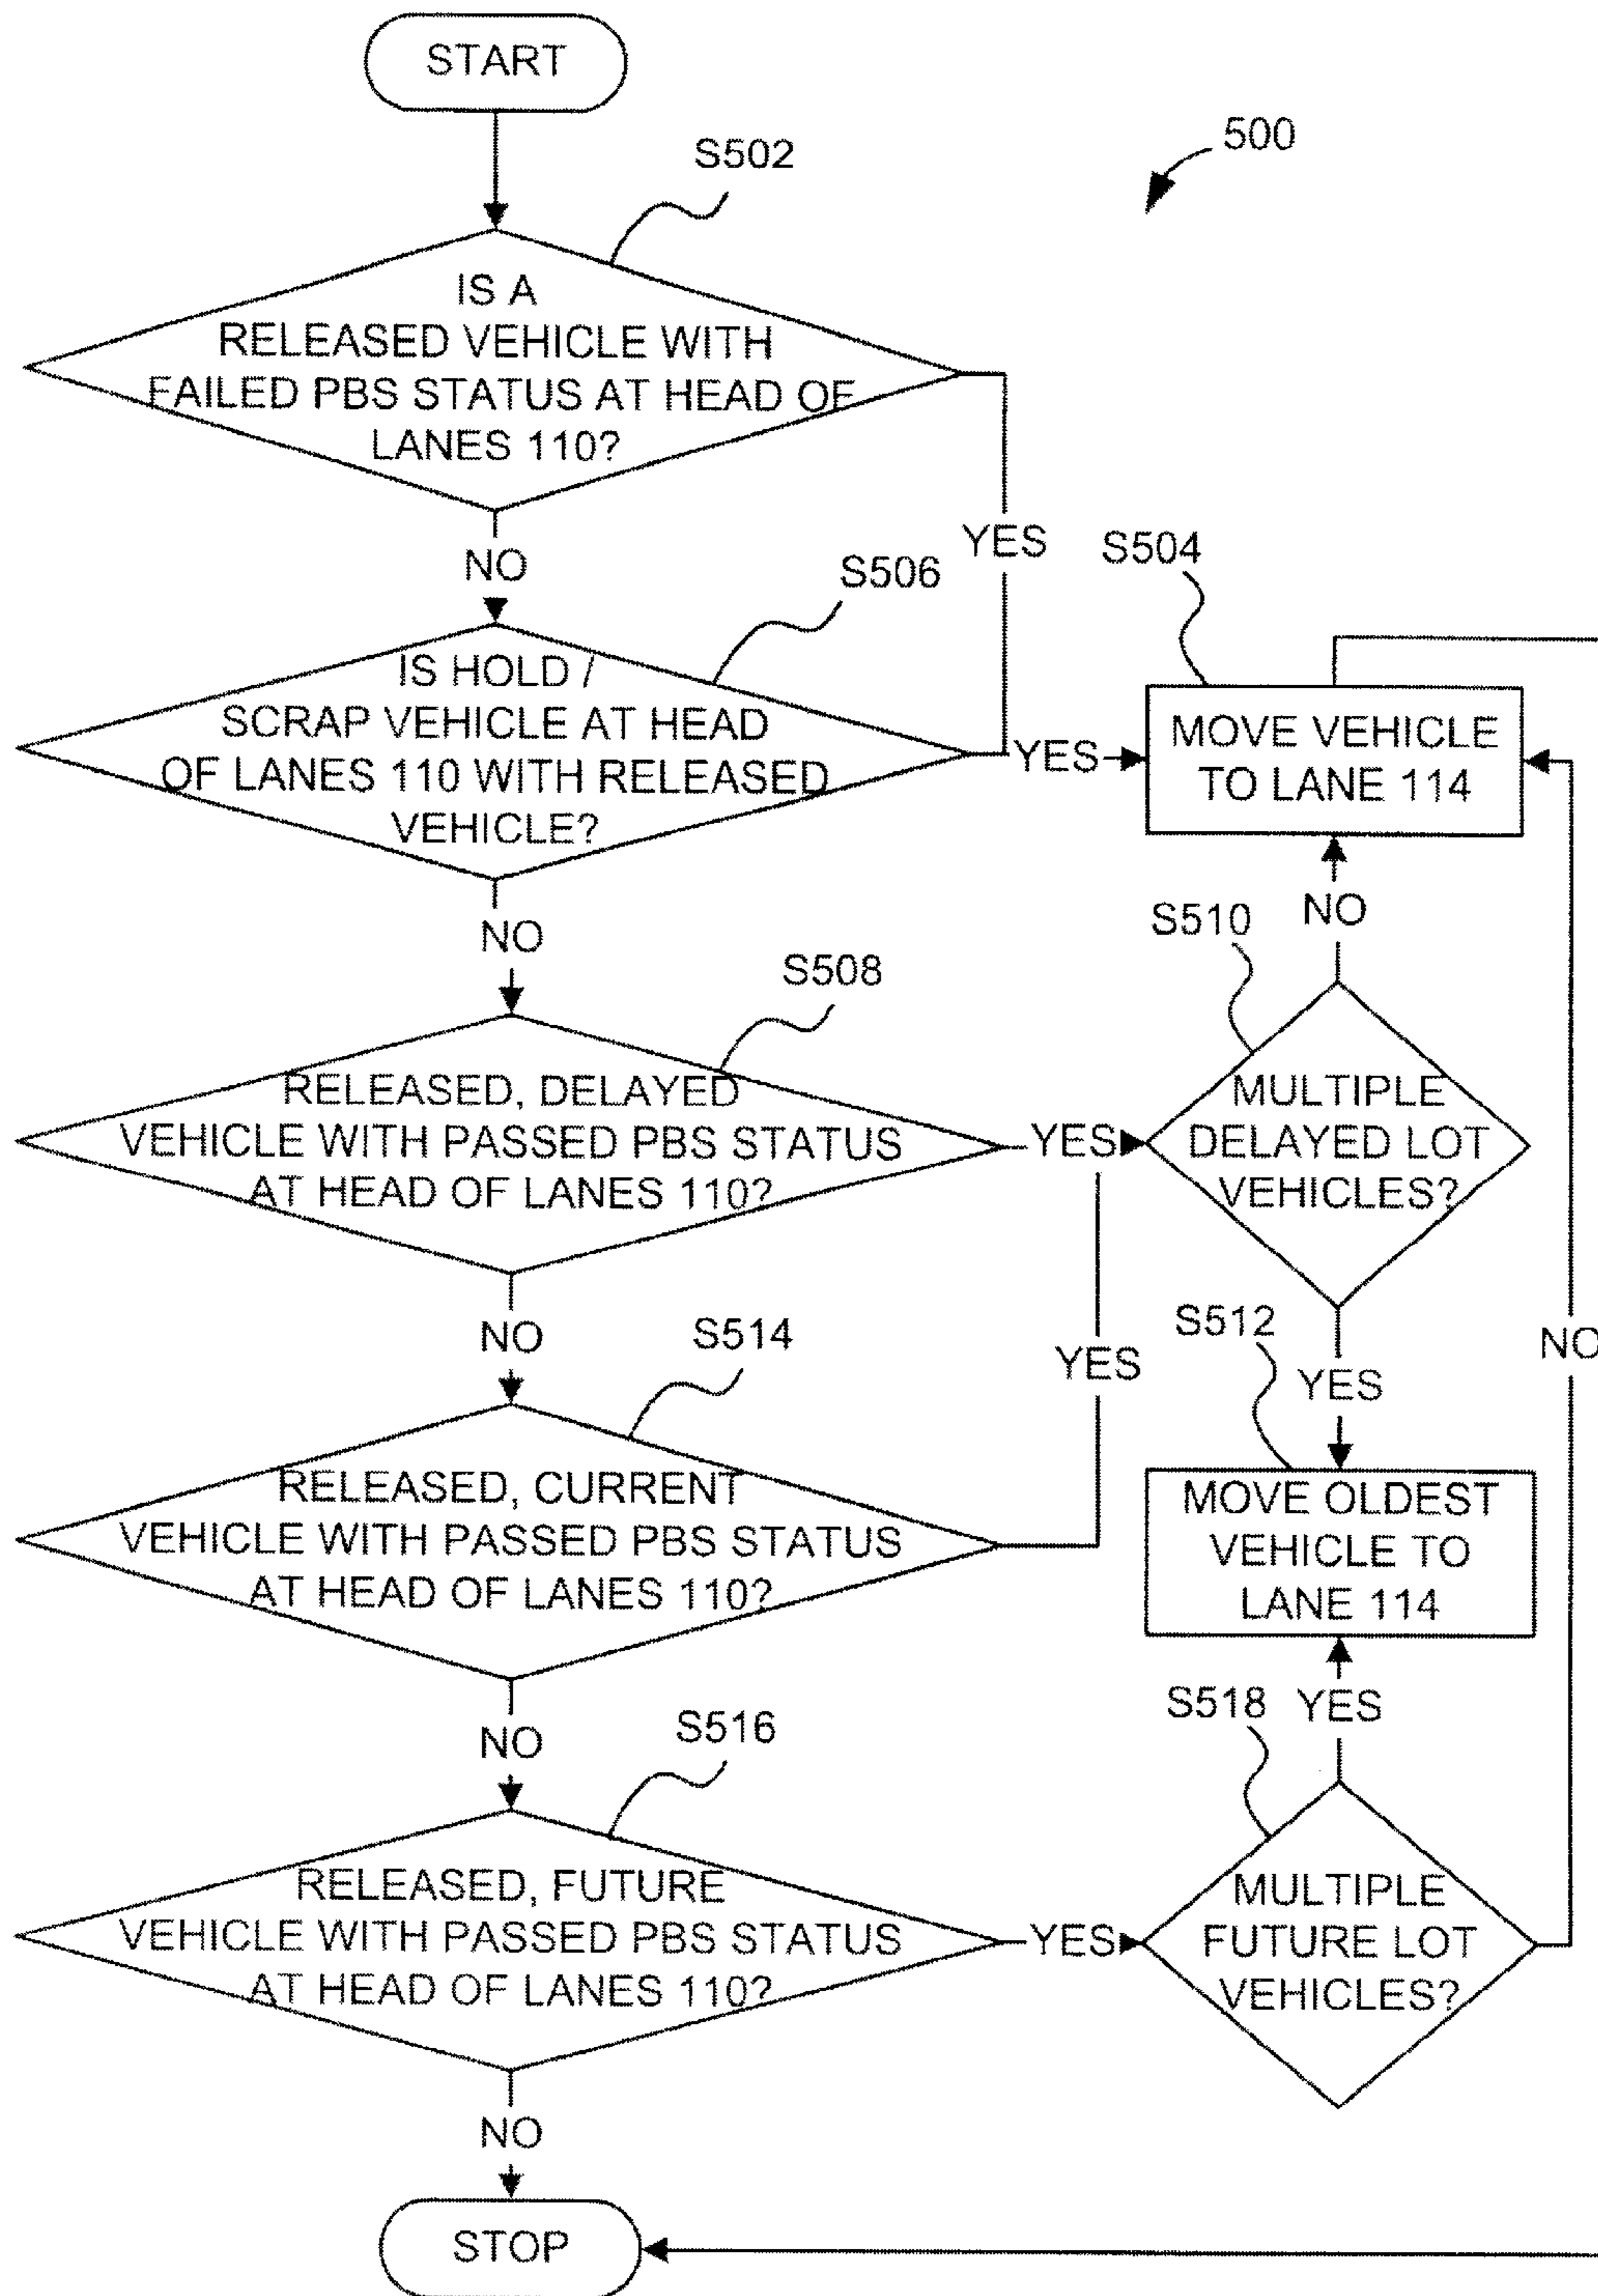 START
500
S502
IS A
RELEASED VEHICLE WITH
FAILED PBS STATUS AT HEAD OF
LANES 110?
YES
NO
S504
S506
IS HOLD /
SCRAP VEHICLE AT HEAD
OF LANES 110 WITH RELEASED
VEHICLE?
YES
MOVE VEHICLE
TO LANE 114
NO
NO
S510
S508
RELEASED, DELAYED
VEHICLE WITH PASSED PBS STATUS
AT HEAD OF LANES 110?
YES
MULTIPLE
DELAYED LOT
VEHICLES?
NO
S514
YES
S512
YES
NO
RELEASED, CURRENT
VEHICLE WITH PASSED PBS STATUS
AT HEAD OF LANES 110?
MOVE OLDEST
VEHICLE TO
LANE 114
NO
S516
S518
YES
RELEASED, FUTURE
VEHICLE WITH PASSED PBS STATUS
AT HEAD OF LANES 110?
YES
MULTIPLE
FUTURE LOT
VEHICLES?
NO
STOP